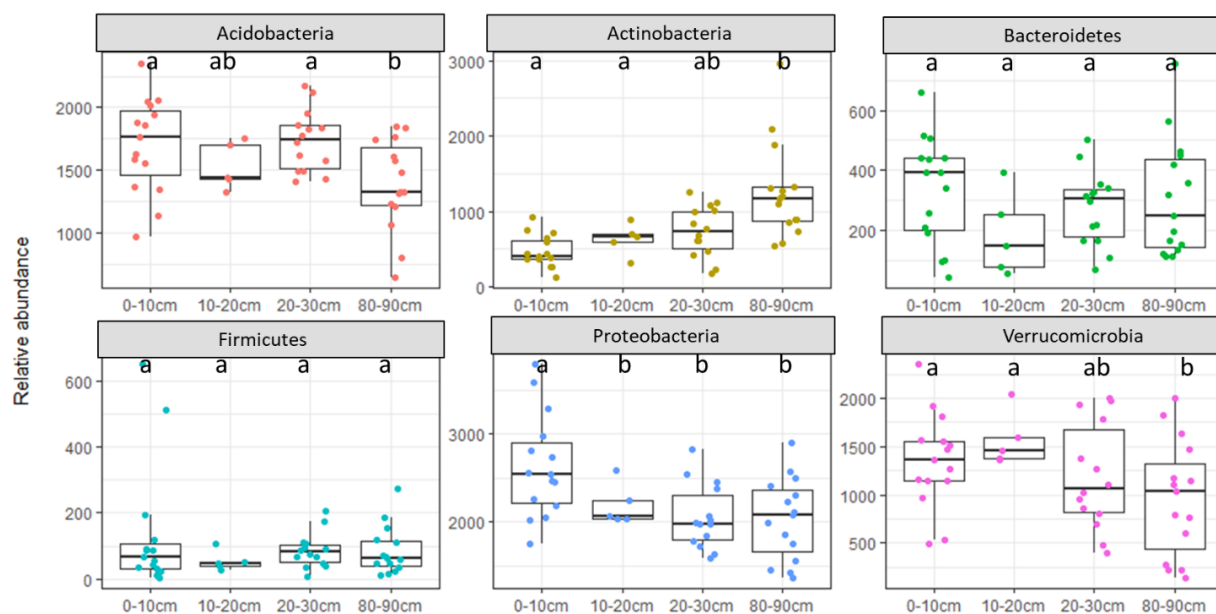 Acidobacteria
Actinobacteria
Bacteroidetes
a ab a b
a a ab b
a a a a
2000
1500
1000
3000
2000
1000
0
600
400
200
0-10cm 10-20cm 20-30cm 80-90cm
0-10cm 10-20cm 20-30cm 80-90cm
0-10cm 10-20cm 20-30cm 80-90cm
Relative abundance
Firmicutes
Proteobacteria
Verrucomicrobia
a a a a
a b b b
a a ab b
600
400
200
0
3000
2000
2000
1500
1000
500
0-10cm 10-20cm 20-30cm 80-90cm
0-10cm 10-20cm 20-30cm 80-90cm
0-10cm 10-20cm 20-30cm 80-90cm